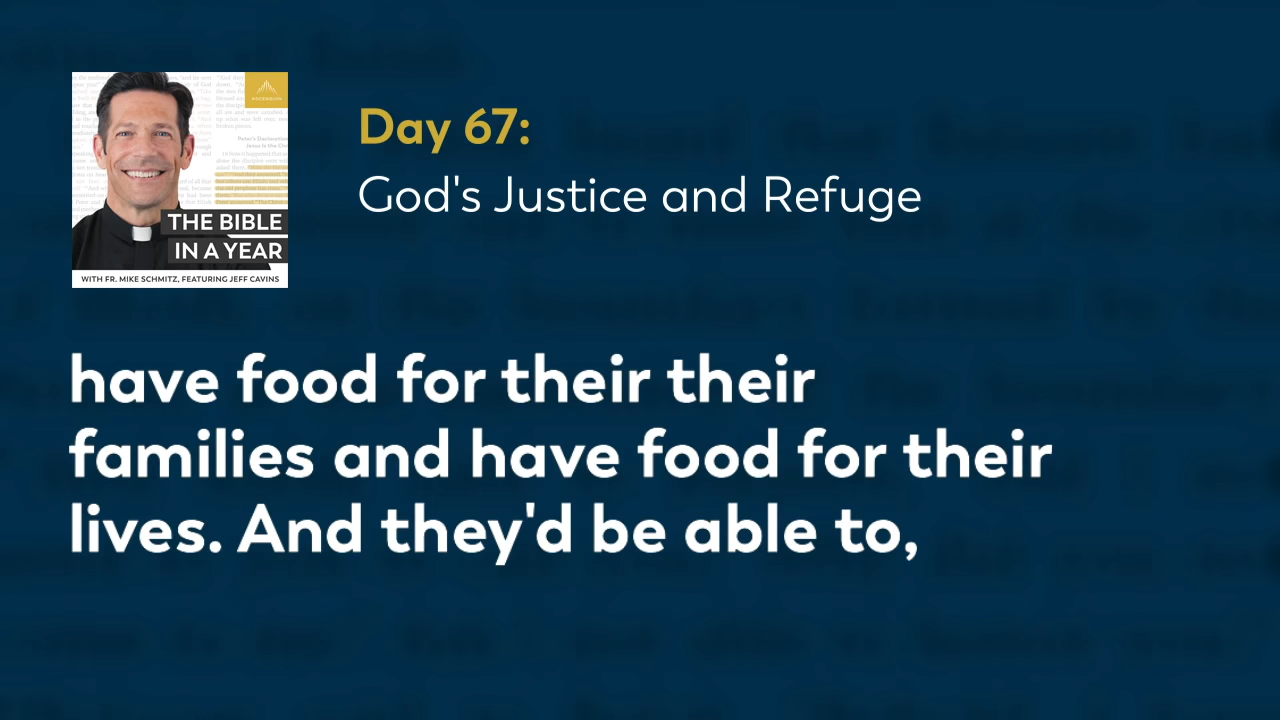 ASCENSION
THE BIBLE
IN A YEAR
WITH FR. MIKE SCHMITZ, FEATURING JEFF CAVINS
Day 67:
God's Justice and Refuge
have food for their their
families and have food for their
lives. And they'd be able to,